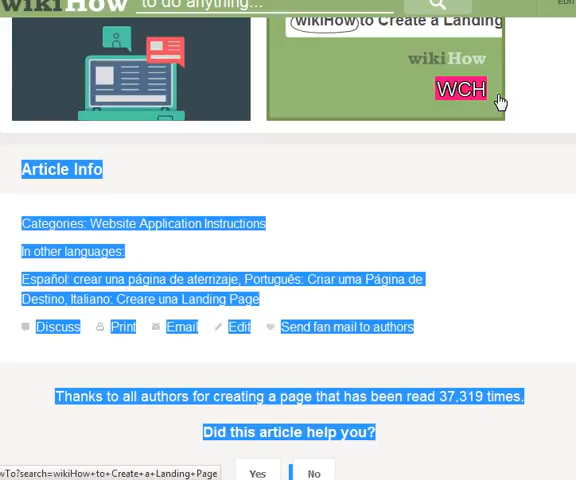 wikiHow to do anything...
EDIT
wikiHow to Create a Landing
wikiHow
WCH
Article Info
Categories: Website Application Instructions
In other languages:
Español: crear una página de aterrizaje, Português: Criar uma Página de
Destino, Italiano: Creare una Landing Page
Discuss Print Email Edit Send fan mail to authors
Thanks to all authors for creating a page that has been read 37,319 times.
Did this article help you?
Yes No
wTo?search=wikiHow+to+Create+a+Landing+Page